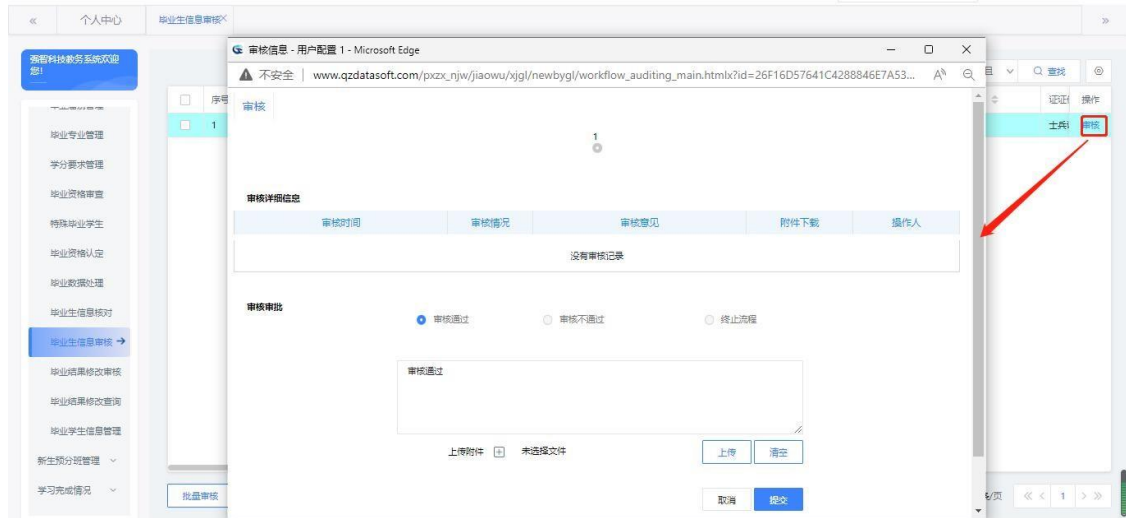 个人中心
毕业生信息审核
强智科技教务系统欢迎您!
毕业专业管理
学分要求管理
毕业资格审查
特殊毕业学生
毕业资格认定
毕业数据处理
毕业生信息核对
毕业生信息审核
毕业结果修改审核
毕业结果修改查询
毕业学生信息管理
新生预分班管理
学习完成情况
序号
1
查找
操作
审核
批量审核
1
审核信息 - 用户配置 1 - Microsoft Edge
不安全 www.qzdatasoft.com/pxzx_njw/jiaowu/xjgl/newbygl/workflow_auditing_main.htmlx?id=26F16D57641C4288846E7A53...
审核
1
审核详细信息
审核时间 审核情况 审核意见 附件下载 操作人
没有审核记录
审核审批
审核通过 审核不通过 终止流程
审核通过
上传附件 未选择文件 上传 清空
取消 提交